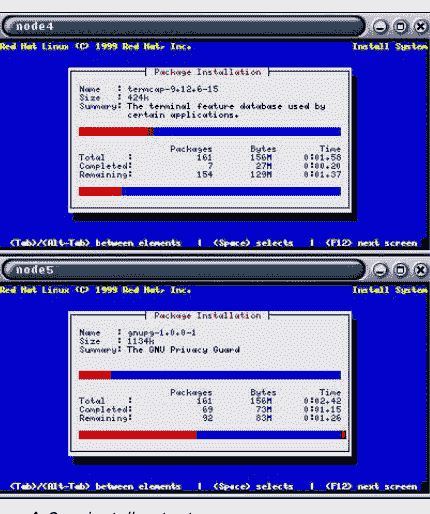 node4
Red Hat Linux (C) 1999 Red Hat, Inc. Install System
Package Installation
Name : termcap-9.12.6-15
Size : 424k
Summary: The terminal feature database used by
certain applications.
Packages Bytes Time
Total : 161 156M 0:01.58
Completed: 7 27M 0:00.20
Remaining: 154 129M 0:01.37
<Tab>/<Alt-Tab> between elements | <Space> selects | <F12> next screen
node5
Red Hat Linux (C) 1999 Red Hat, Inc. Install System
Package Installation
Name : gnupg-1.0.0-1
Size : 1134k
Summary: The GNU Privacy Guard
Packages Bytes Time
Total : 161 156M 0:02.42
Completed: 69 73M 0:01.15
Remaining: 92 83M 0:01.26
<Tab>/<Alt-Tab> between elements | <Space> selects | <F12> next screen